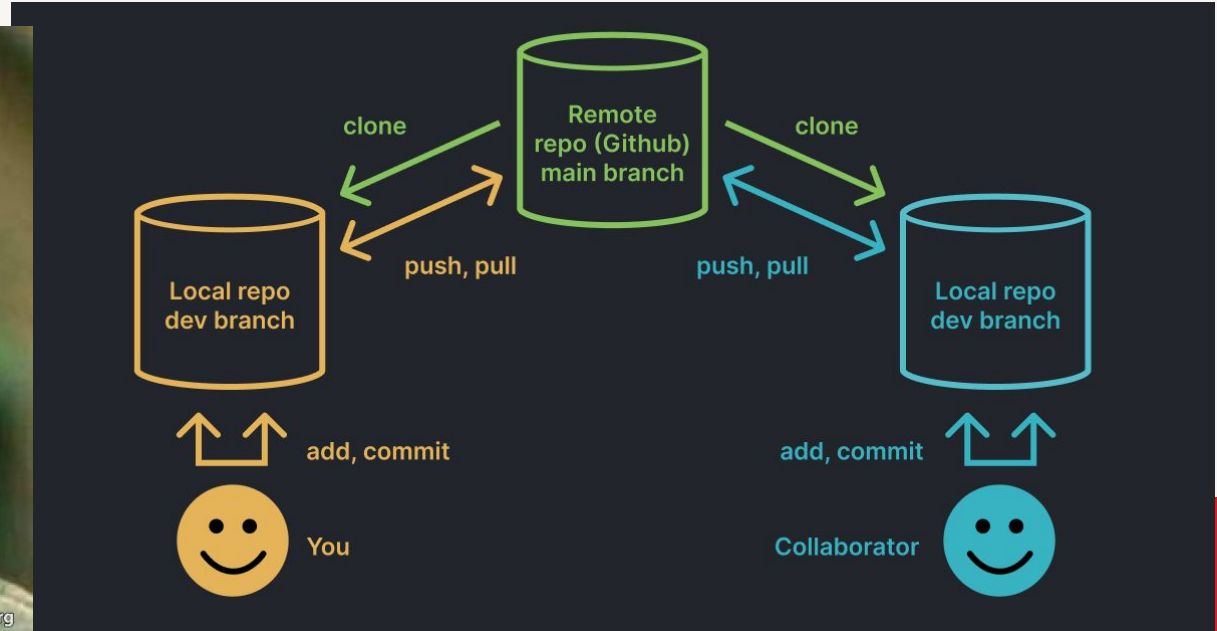 Remote
repo (Github)
main branch
clone
clone
push, pull
push, pull
Local repo
dev branch
Local repo
dev branch
add, commit
add, commit
You
Collaborator
rg